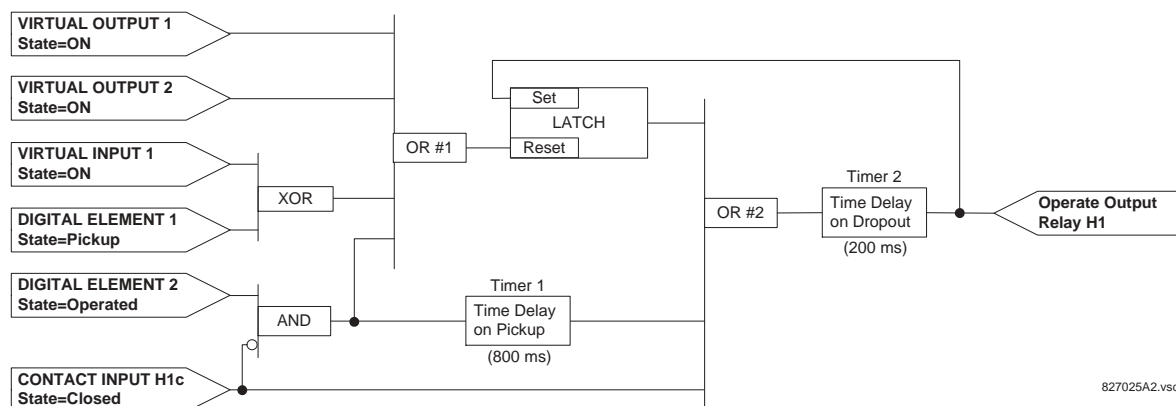 VIRTUAL OUTPUT 1
State=ON
VIRTUAL OUTPUT 2
State=ON
VIRTUAL INPUT 1
State=ON
DIGITAL ELEMENT 1
State=Pickup
DIGITAL ELEMENT 2
State=Operated
CONTACT INPUT H1c
State=Closed
XOR
AND
OR #1
Set
LATCH
Reset
Timer 1
Time Delay
on Pickup
(800 ms)
OR #2
Timer 2
Time Delay
on Dropout
(200 ms)
Operate Output
Relay H1
827025A2.vsd